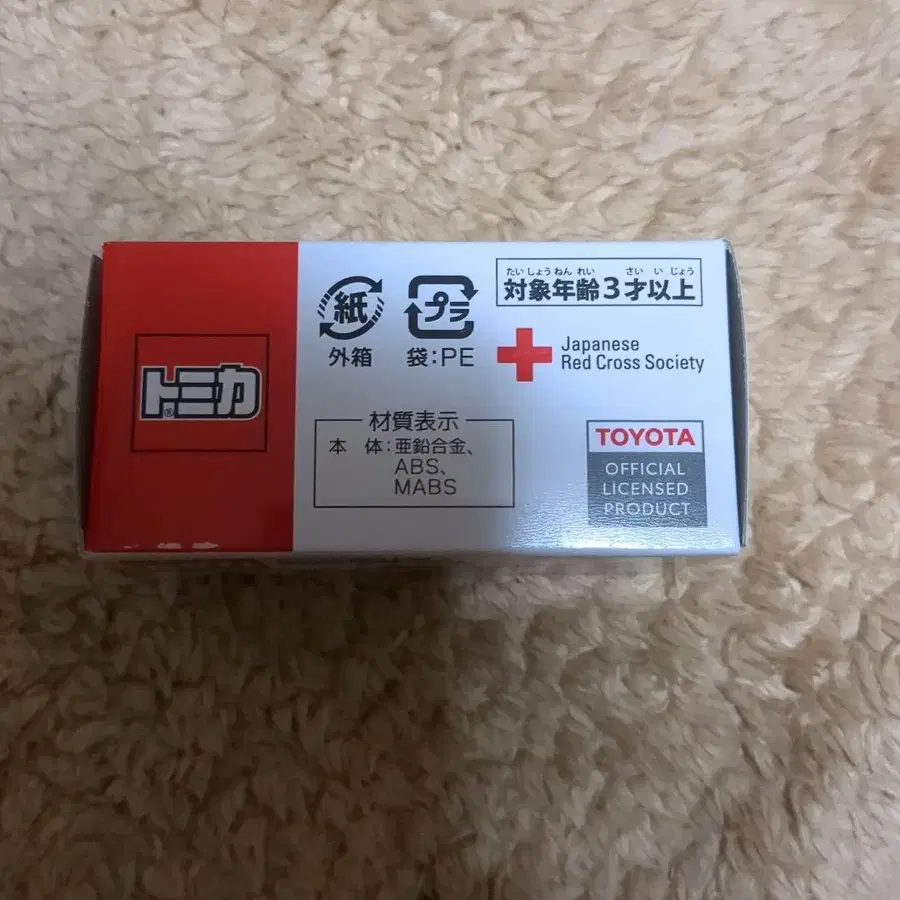 トミカ®
紙
外箱
プラ
袋:PE
たいしょうねんれい さいいじょう
対象年齢3才以上
Japanese
Red Cross Society
材質表示
本 体:亜鉛合金、
ABS、
MABS
TOYOTA
OFFICIAL
LICENSED
PRODUCT